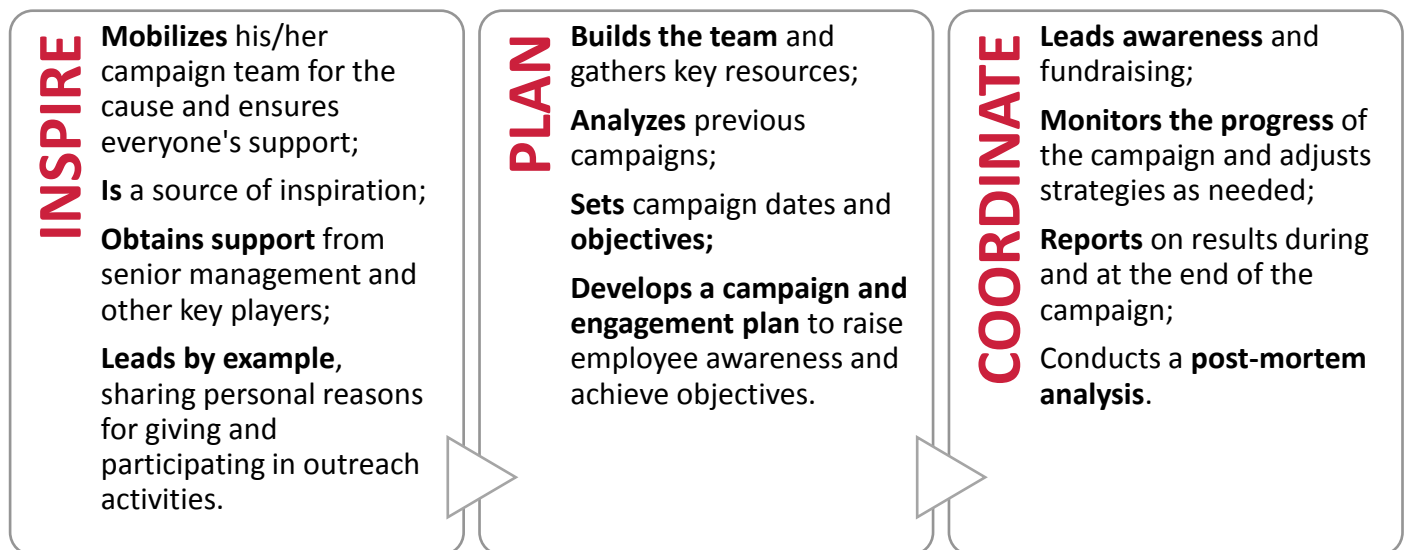 INSPIRE
Mobilizes his/her
campaign team for the
cause and ensures
everyone's support;
Is a source of inspiration;
Obtains support from
senior management and
other key players;
Leads by example,
sharing personal reasons
for giving and
participating in outreach
activities.
PLAN
Builds the team and
gathers key resources;
Analyzes previous
campaigns;
Sets campaign dates and
objectives;
Develops a campaign and
engagement plan to raise
employee awareness and
achieve objectives.
COORDINATE
Leads awareness and
fundraising;
Monitors the progress of
the campaign and adjusts
strategies as needed;
Reports on results during
and at the end of the
campaign;
Conducts a post-mortem
analysis.